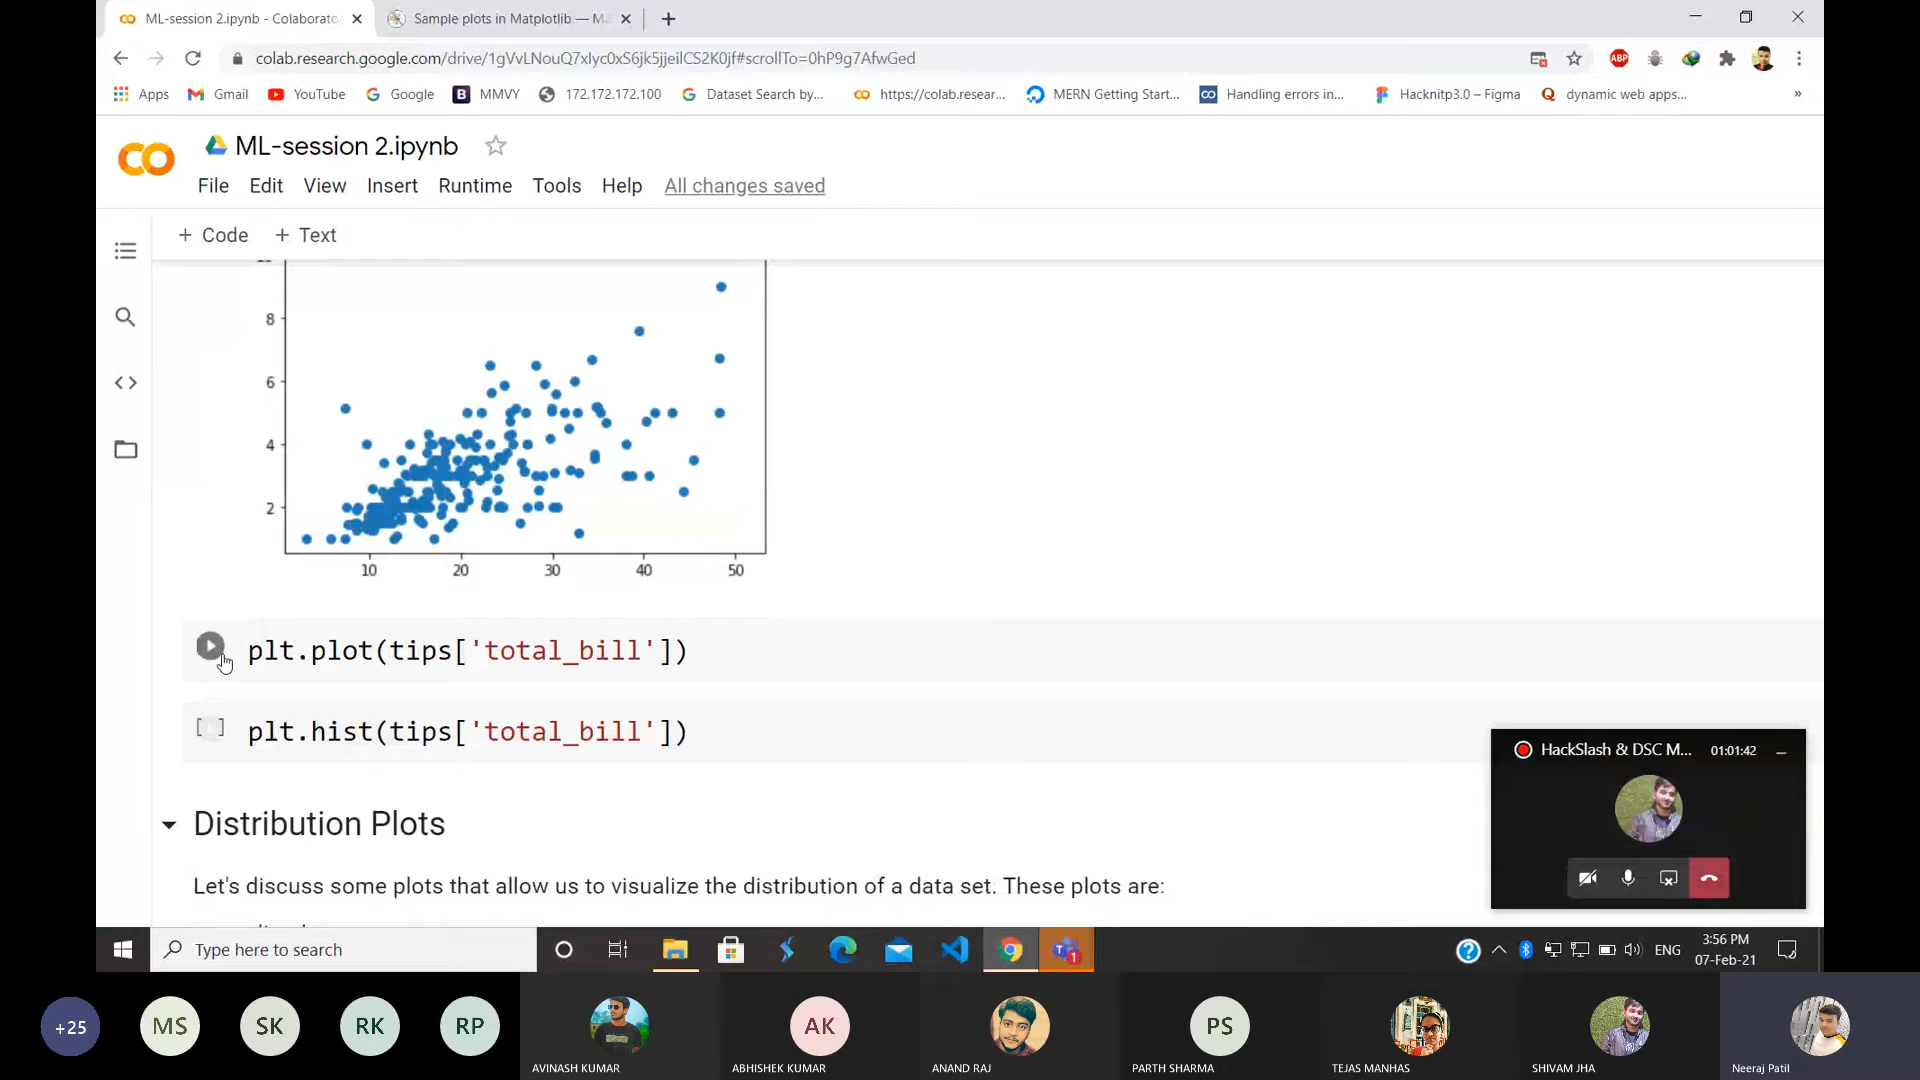 ML-session 2.ipynb - Colaborato
Sample plots in Matplotlib — Ma
colab.research.google.com/drive/1gVvLNouQ7xIyc0xS6jk5jjeilCS2K0jf#scrollTo=0hP9g7AfwGed
ABP
Apps
Gmail
YouTube
Google
B
MMVY
172.172.172.100
Dataset Search by...
https://colab.resear...
MERN Getting Start...
Handling errors in...
Hacknitp3.0 – Figma
dynamic web apps...
»
ML-session 2.ipynb
File Edit View Insert Runtime Tools Help All changes saved
+ Code + Text
8
6
4
2
10 20 30 40 50
plt.plot(tips['total_bill'])
[ ] plt.hist(tips['total_bill'])
HackSlash & DSC M... 01:01:42
Distribution Plots
Let's discuss some plots that allow us to visualize the distribution of a data set. These plots are:
Type here to search
1
ENG
3:56 PM
07-Feb-21
+25
MS
SK
RK
RP
AK
PS
AVINASH KUMAR
ABHISHEK KUMAR
ANAND RAJ
PARTH SHARMA
TEJAS MANHAS
SHIVAM JHA
Neeraj Patil